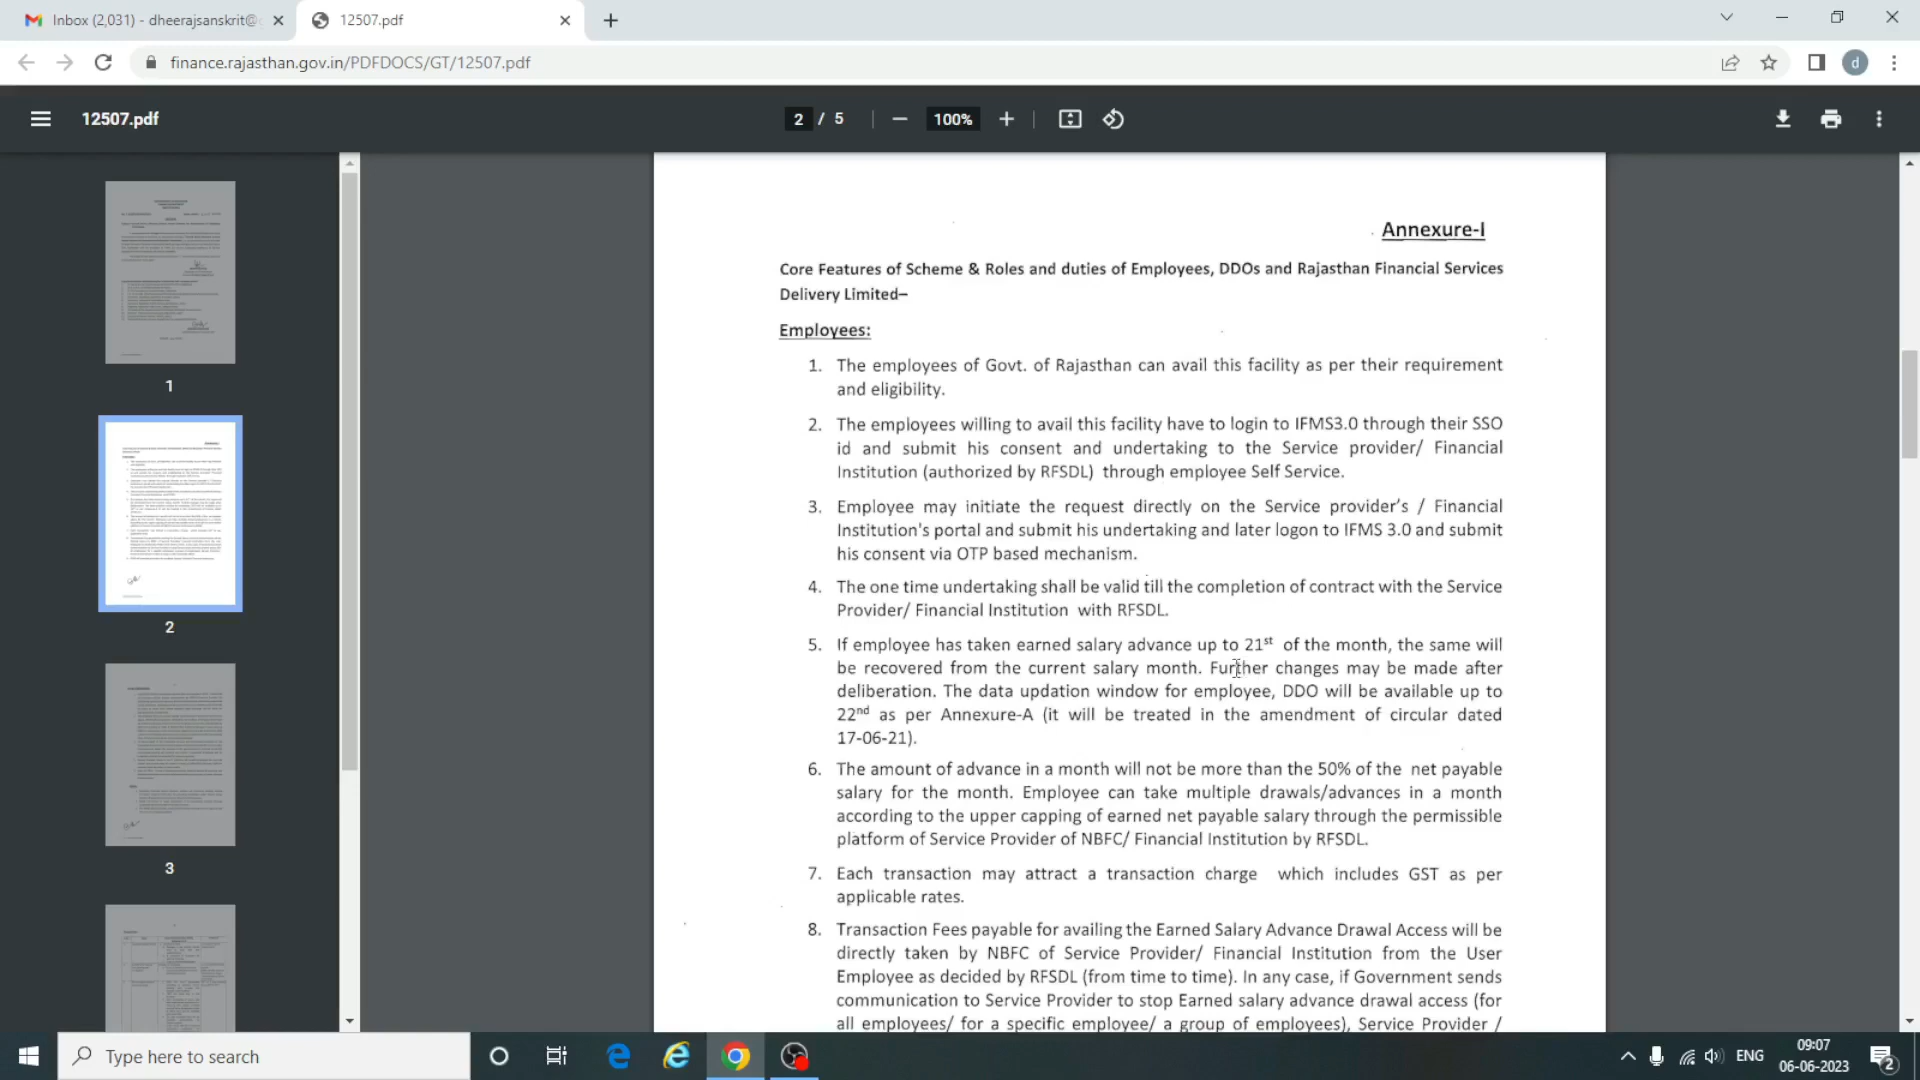 Inbox (2,031) - dheerajsanskrit@
12507.pdf
finance.rajasthan.gov.in/PDFDOCS/GT/12507.pdf
d
12507.pdf
2 / 5
100%
1
2
3
Annexure-I
Core Features of Scheme & Roles and duties of Employees, DDOs and Rajasthan Financial Services
Delivery Limited–
Employees:
1. The employees of Govt. of Rajasthan can avail this facility as per their requirement
and eligibility.
2. The employees willing to avail this facility have to login to IFMS3.0 through their SSO
id and submit his consent and undertaking to the Service provider/ Financial
Institution (authorized by RFSDL) through employee Self Service.
3. Employee may initiate the request directly on the Service provider's / Financial
Institution's portal and submit his undertaking and later logon to IFMS 3.0 and submit
his consent via OTP based mechanism.
4. The one time undertaking shall be valid till the completion of contract with the Service
Provider/ Financial Institution with RFSDL.
5. If employee has taken earned salary advance up to 21st of the month, the same will
be recovered from the current salary month. Further changes may be made after
deliberation. The data updation window for employee, DDO will be available up to
22nd as per Annexure-A (it will be treated in the amendment of circular dated
17-06-21).
6. The amount of advance in a month will not be more than the 50% of the net payable
salary for the month. Employee can take multiple drawals/advances in a month
according to the upper capping of earned net payable salary through the permissible
platform of Service Provider of NBFC/ Financial Institution by RFSDL.
7. Each transaction may attract a transaction charge which includes GST as per
applicable rates.
8. Transaction Fees payable for availing the Earned Salary Advance Drawal Access will be
directly taken by NBFC of Service Provider/ Financial Institution from the User
Employee as decided by RFSDL (from time to time). In any case, if Government sends
communication to Service Provider to stop Earned salary advance drawal access (for
all employees/ for a specific employee/ a group of employees), Service Provider /
Type here to search
ENG
09:07
06-06-2023
2